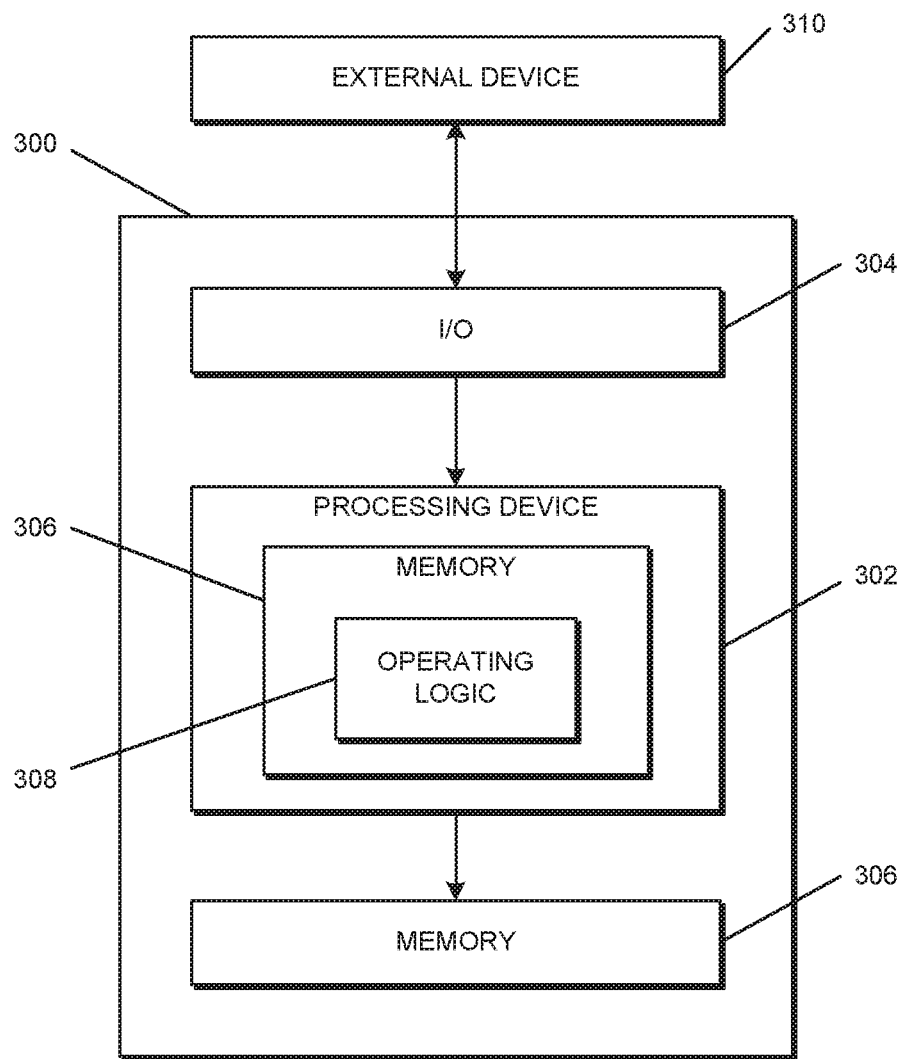 310
EXTERNAL DEVICE
300
304
I/O
PROCESSING DEVICE
306
MEMORY
302
OPERATING
LOGIC
308
306
MEMORY